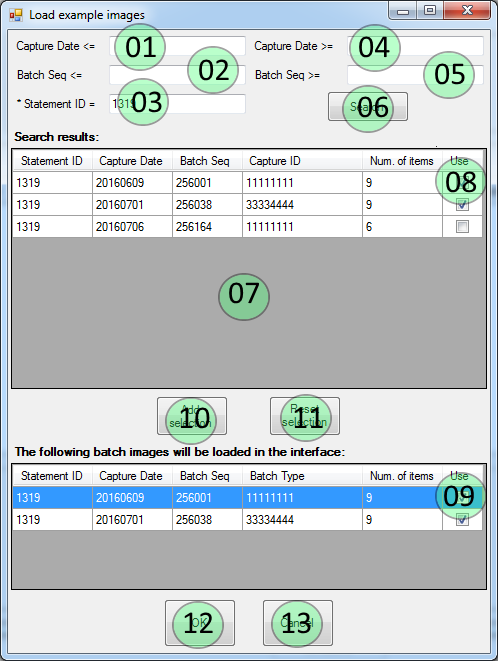 Load example images
Capture Date <= 01 Capture Date >= 04
Batch Seq <= 02 Batch Seq >= 05
* Statement ID = 1319 03 Search 06
Search results:
Statement ID Capture Date Batch Seq Capture ID Num. of items Use
1319 20160609 256001 11111111 9 08
1319 20160701 256038 33334444 9
1319 20160706 256164 11111111 6
07
Add selection 10 Reset selection 11
The following batch images will be loaded in the interface:
Statement ID Capture Date Batch Seq Batch Type Num. of items Use
1319 20160609 256001 11111111 9 09
1319 20160701 256038 33334444 9
OK 12 Cancel 13